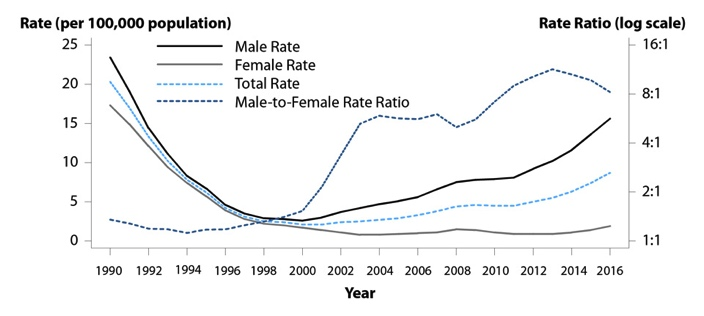 Rate (per 100,000 population) Rate Ratio (log scale)
25 16:1
Male Rate
Female Rate
20 Total Rate 8:1
Male-to-Female Rate Ratio
15
4:1
10
2:1
5
0 1:1
1990 1992 1994 1996 1998 2000 2002 2004 2006 2008 2010 2012 2014 2016
Year